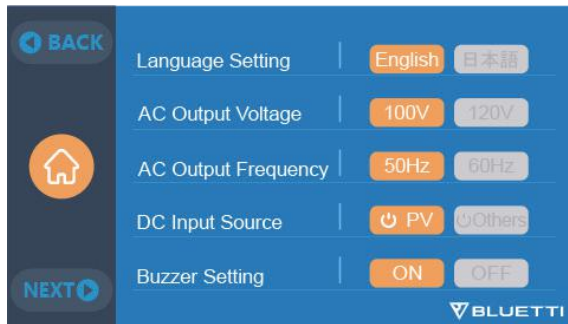 BACK
Language Setting English 日本語
AC Output Voltage 100V 120V
AC Output Frequency 50Hz 60Hz
DC Input Source PV Others
Buzzer Setting ON OFF
NEXT
BLUETTI